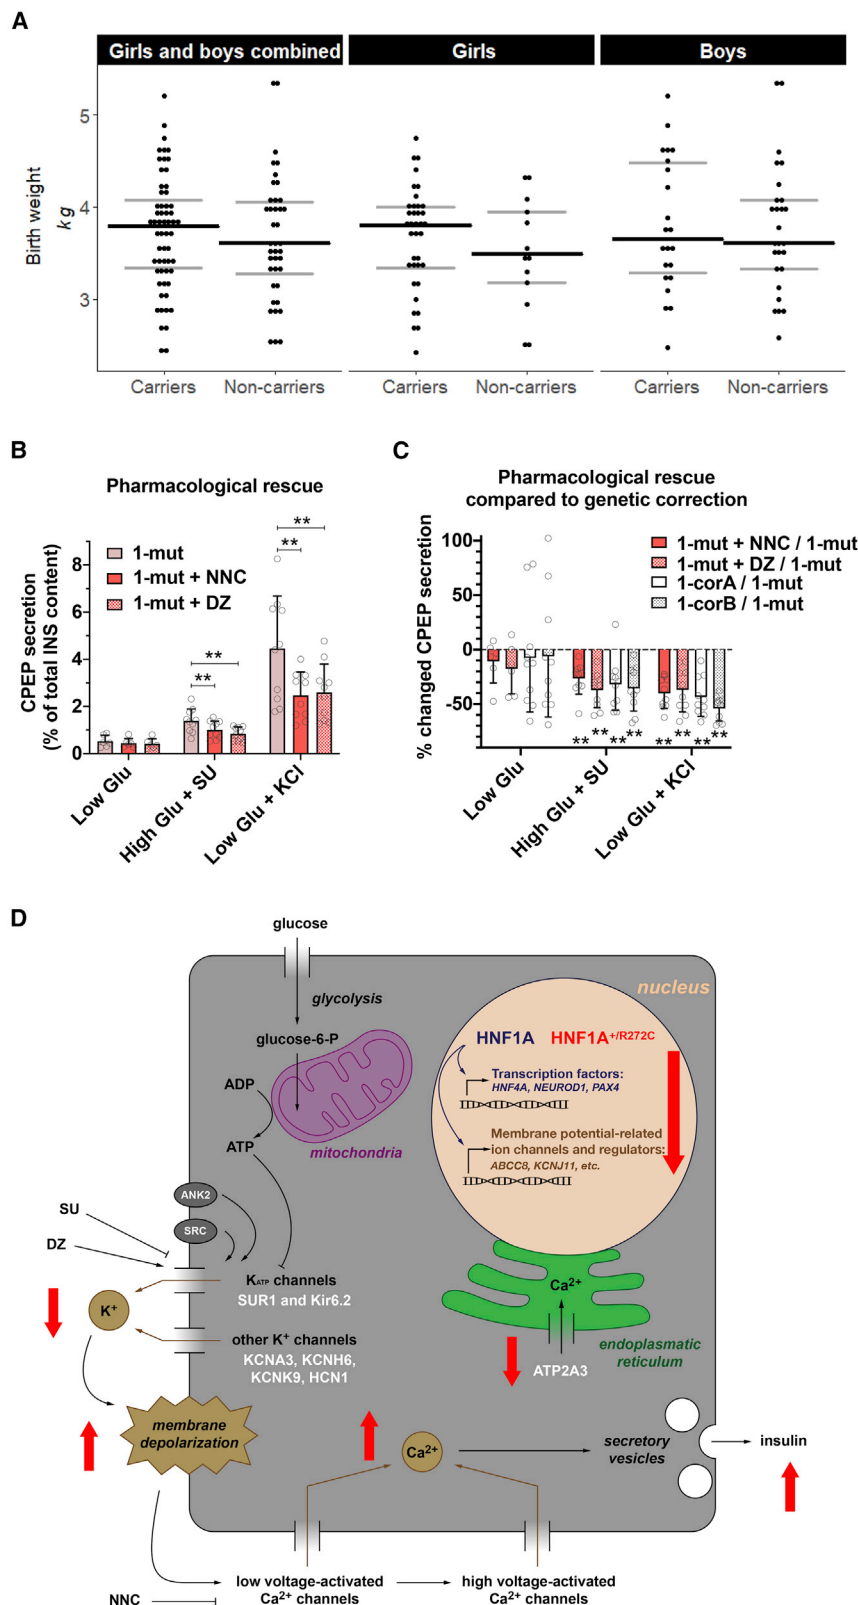 A
Girls and boys combined
Girls
Boys
Birth weight
kg
5
4
3
Carriers
Non-carriers
Carriers
Non-carriers
Carriers
Non-carriers
B
Pharmacological rescue
CPEP secretion
(% of total INS content)
8
6
4
2
0
1-mut
1-mut + NNC
1-mut + DZ
**
**
**
**
Low Glu
High Glu + SU
Low Glu + KCl
C
Pharmacological rescue
compared to genetic correction
% changed CPEP secretion
100
50
0
-50
1-mut + NNC / 1-mut
1-mut + DZ / 1-mut
1-corA / 1-mut
1-corB / 1-mut
** ** ** **
** ** ** **
Low Glu
High Glu + SU
Low Glu + KCl
D
glucose
glycolysis
glucose-6-P
ADP
ATP
mitochondria
nucleus
HNF1A HNF1A+/R272C
Transcription factors:
HNF4A, NEUROD1, PAX4
Membrane potential-related
ion channels and regulators:
ABCC8, KCNJ11, etc.
ANK2
SRC
SU
DZ
KATP channels
SUR1 and Kir6.2
K+
other K+ channels
KCNA3, KCNH6,
KCNK9, HCN1
Ca2+
endoplasmatic
reticulum
ATP2A3
membrane
depolarization
Ca2+
secretory
vesicles
insulin
low voltage-activated
Ca2+ channels
high voltage-activated
Ca2+ channels
NNC